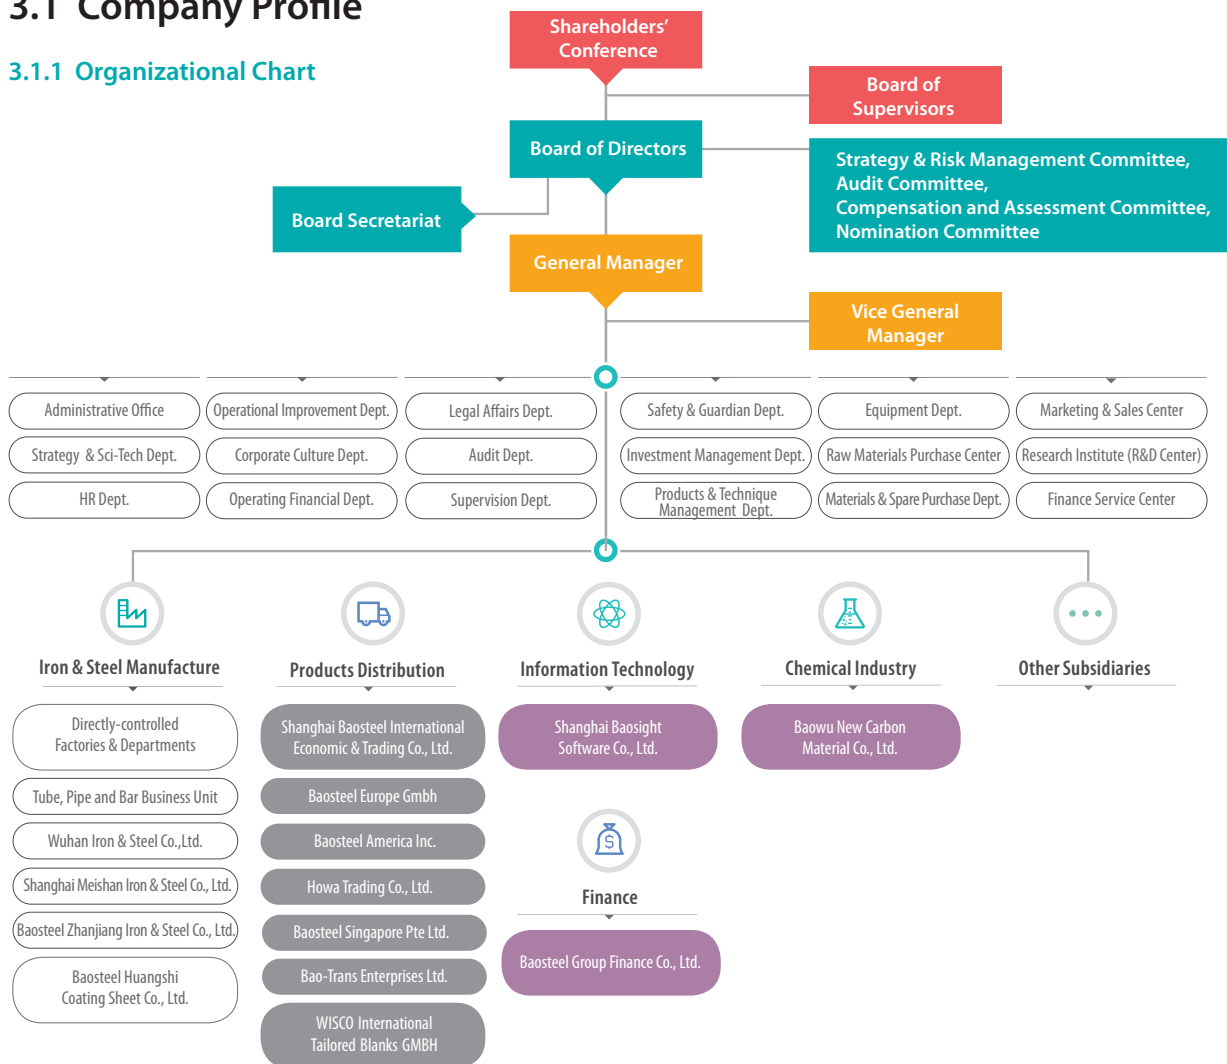 3.1 Company Profile
3.1.1 Organizational Chart
Shareholders'
Conference
Board of
Supervisors
Board of Directors
Strategy & Risk Management Committee,
Audit Committee,
Compensation and Assessment Committee,
Nomination Committee
Board Secretariat
General Manager
Vice General
Manager
Administrative Office
Strategy & Sci-Tech Dept.
HR Dept.
Operational Improvement Dept.
Corporate Culture Dept.
Operating Financial Dept.
Legal Affairs Dept.
Audit Dept.
Supervision Dept.
Safety & Guardian Dept.
Investment Management Dept.
Products & Technique
Management Dept.
Equipment Dept.
Raw Materials Purchase Center
Materials & Spare Purchase Dept.
Marketing & Sales Center
Research Institute (R&D Center)
Finance Service Center
Iron & Steel Manufacture
Directly-controlled
Factories & Departments
Tube, Pipe and Bar Business Unit
Wuhan Iron & Steel Co.,Ltd.
Shanghai Meishan Iron & Steel Co., Ltd.
Baosteel Zhanjiang Iron & Steel Co., Ltd.
Baosteel Huangshi
Coating Sheet Co., Ltd.
Products Distribution
Shanghai Baosteel International
Economic & Trading Co., Ltd.
Baosteel Europe Gmbh
Baosteel America Inc.
Howa Trading Co., Ltd.
Baosteel Singapore Pte Ltd.
Bao-Trans Enterprises Ltd.
WISCO International
Tailored Blanks GMBH
Information Technology
Shanghai Baosight
Software Co., Ltd.
$
Finance
Baosteel Group Finance Co., Ltd.
Chemical Industry
Baowu New Carbon
Material Co., Ltd.
Other Subsidiaries